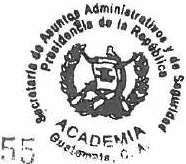 Secretaría de Asuntos Administrativos y de Seguridad
Presidencia de la República
ACADEMIA
Guatemala, C. A.
55